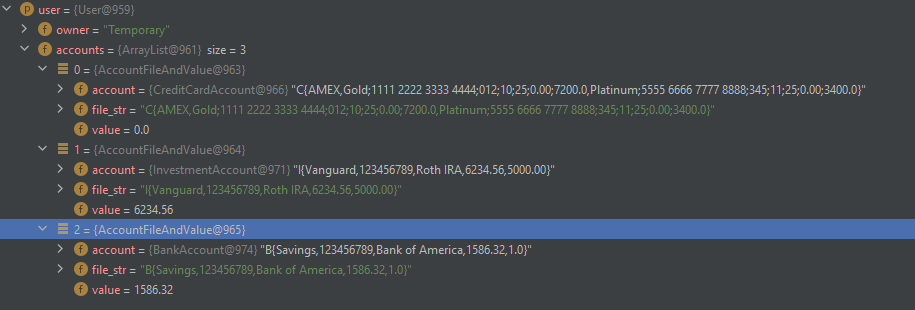 p user = {User@959}
f owner = "Temporary"
f accounts = {ArrayList@961} size = 3
0 = {AccountFileAndValue@963}
f account = {CreditCardAccount@966} "C{AMEX,Gold;1111 2222 3333 4444;012;10;25;0.00;7200.0,Platinum;5555 6666 7777 8888;345;11;25;0.00;3400.0}"
f file_str = "C{AMEX,Gold;1111 2222 3333 4444;012;10;25;0.00;7200.0,Platinum;5555 6666 7777 8888;345;11;25;0.00;3400.0}"
f value = 0.0
1 = {AccountFileAndValue@964}
f account = {InvestmentAccount@971} "I{Vanguard,123456789,Roth IRA,6234.56,5000.00}"
f file_str = "I{Vanguard,123456789,Roth IRA,6234.56,5000.00}"
f value = 6234.56
2 = {AccountFileAndValue@965}
f account = {BankAccount@974} "B{Savings,123456789,Bank of America,1586.32,1.0}"
f file_str = "B{Savings,123456789,Bank of America,1586.32,1.0}"
f value = 1586.32